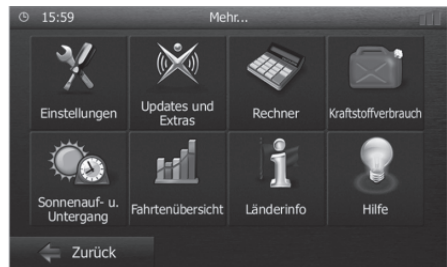 15:59 Mehr...
Einstellungen
Updates und
Extras
Rechner
Kraftstoffverbrauch
Sonnenauf- u.
Untergang
Fahrtenübersicht
Länderinfo
Hilfe
Zurück